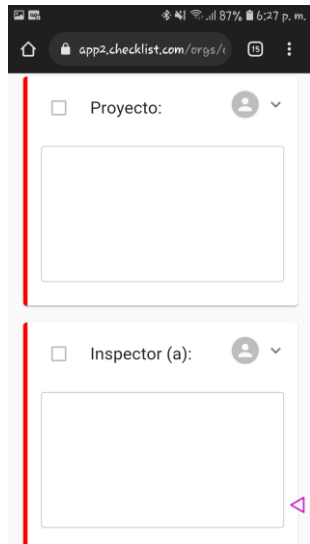 87% 6:27 p. m.
app2.checklist.com/orgs/
15
Proyecto:
Inspector (a):